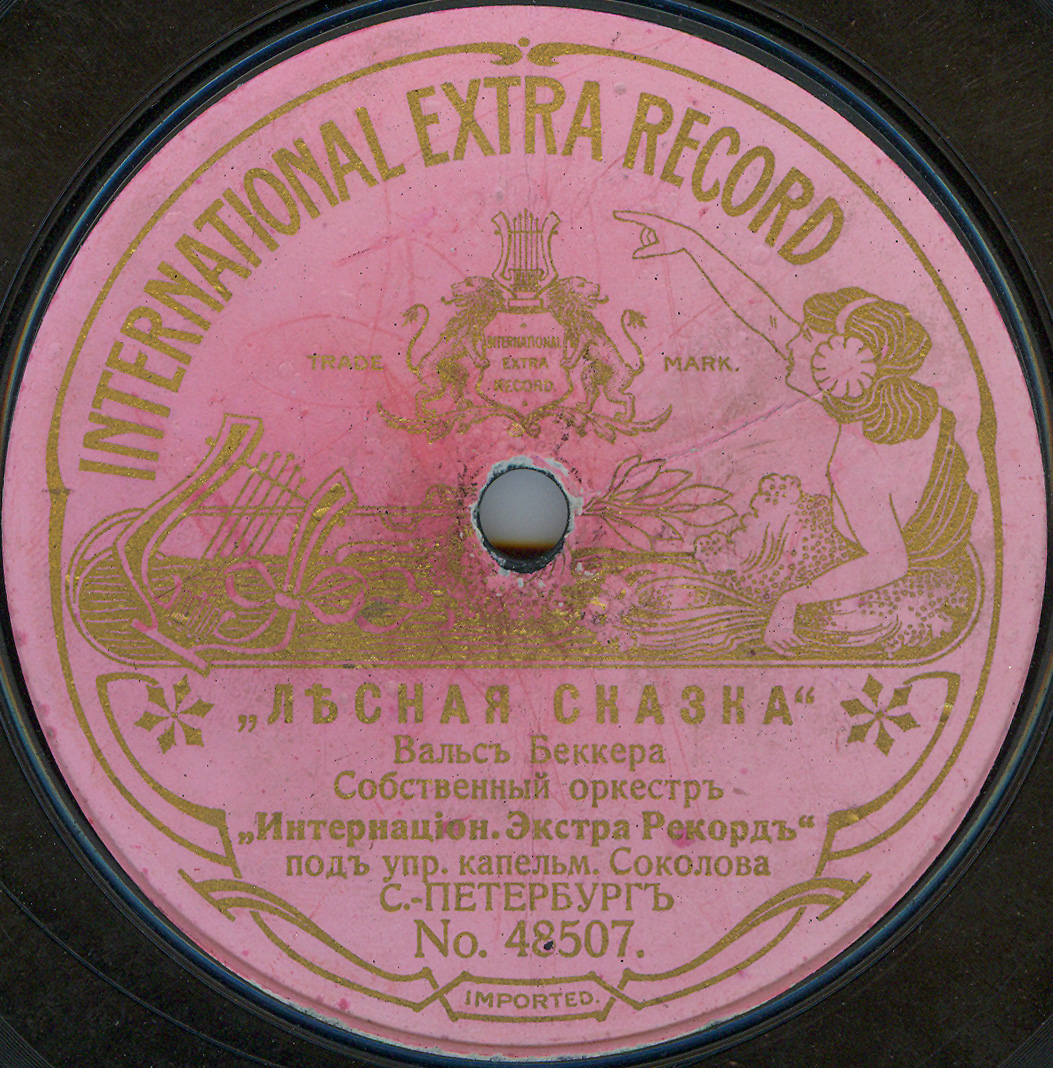 INTERNATIONAL EXTRA RECORD
TRADE MARK.
INTERNATIONAL
EXTRA
RECORD.
„ЛѢСНАЯ СКАЗКА“
Вальсъ Беккера
Собственный оркестръ
„Интернаціон. Экстра Рекордъ“
подъ упр. капельм. Соколова
С.-ПЕТЕРБУРГЪ
No. 48507.
IMPORTED.